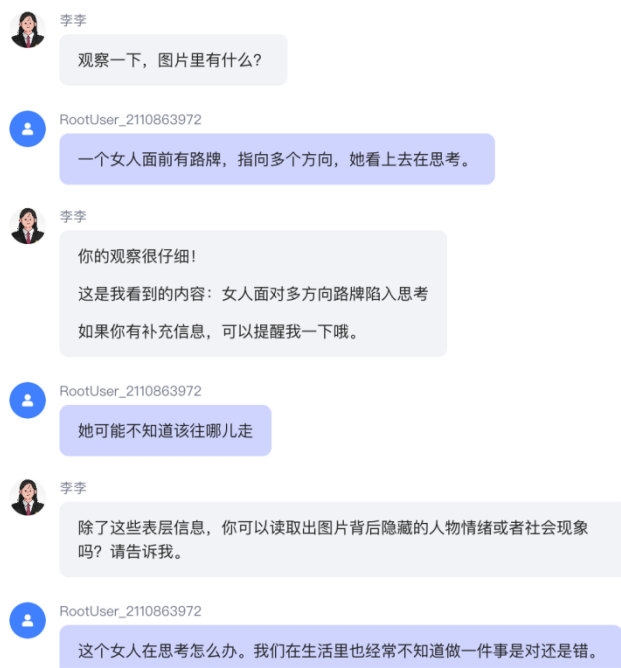 李李
观察一下，图片里有什么？
RootUser_2110863972
一个女人面前有路牌，指向多个方向，她看上去在思考。
李李
你的观察很仔细！
这是我看到的内容：女人面对多方向路牌陷入思考
如果你有补充信息，可以提醒我一下哦。
RootUser_2110863972
她可能不知道该往哪儿走
李李
除了这些表层信息，你可以读取出图片背后隐藏的人物情绪或者社会现象
吗？请告诉我。
RootUser_2110863972
这个女人在思考怎么办。我们在生活里也经常不知道做一件事是对还是错。